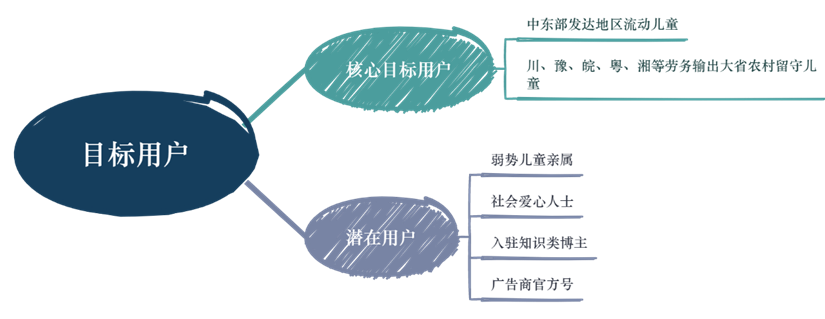 目标用户
核心目标用户
中东部发达地区流动儿童
川、豫、皖、粤、湘等劳务输出大省农村留守儿
童
潜在用户
弱势儿童亲属
社会爱心人士
入驻知识类博主
广告商官方号